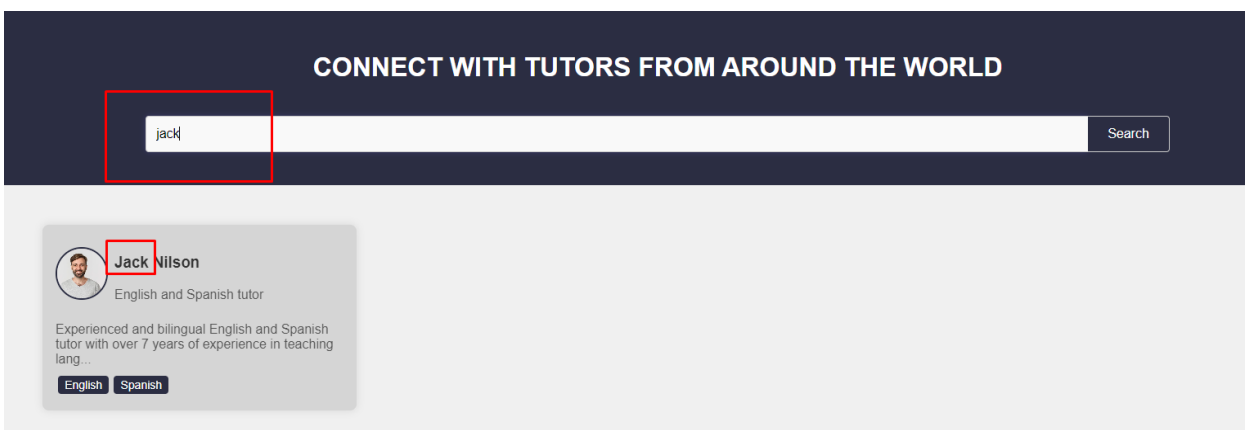 CONNECT WITH TUTORS FROM AROUND THE WORLD
jack
Search
Jack Nilson
English and Spanish tutor
Experienced and bilingual English and Spanish
tutor with over 7 years of experience in teaching
lang...
English Spanish